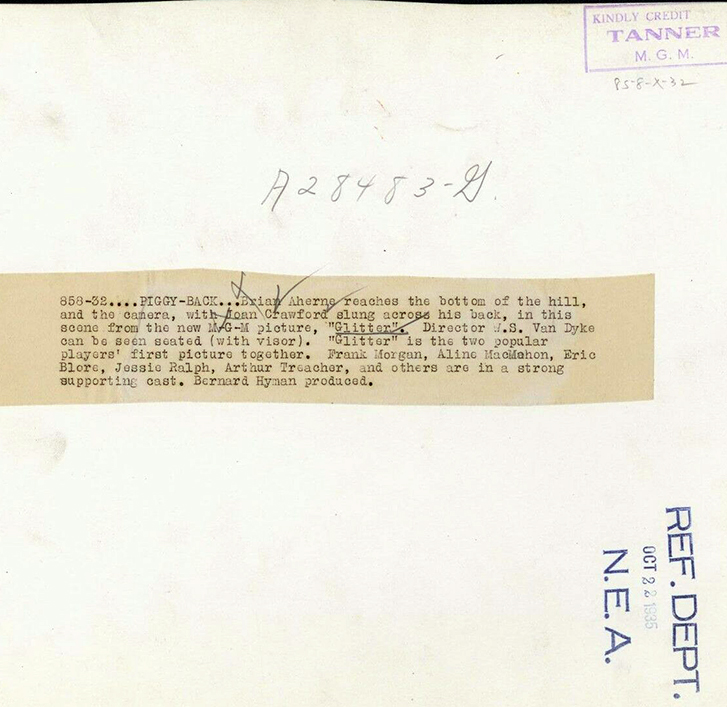 KINDLY CREDIT
TANNER
M. G. M.
P5-8-X-32
A28483-G.
858-32....PIGGY-BACK...Brian Aherne reaches the bottom of the hill,
and the camera, with Joan Crawford slung across his back, in this
scene from the new M-G-M picture, "Glitter". Director W.S. Van Dyke
can be seen seated (with visor). "Glitter" is the two popular
players' first picture together. Frank Morgan, Aline MacMahon, Eric
Blore, Jessie Ralph, Arthur Treacher, and others are in a strong
supporting cast. Bernard Hyman produced.
REF. DEPT.
OCT 22 1935
N.E.A.